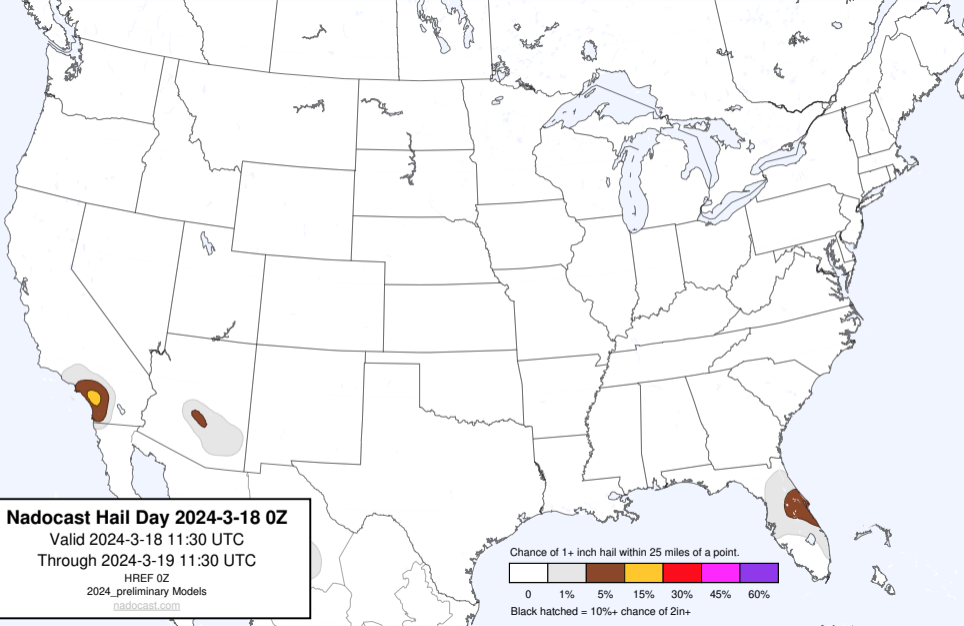 Nadocast Hail Day 2024-3-18 0Z
Valid 2024-3-18 11:30 UTC
Through 2024-3-19 11:30 UTC
HREF 0Z
2024_preliminary Models
nadocast.com
Chance of 1+ inch hail within 25 miles of a point.
0 1% 5% 15% 30% 45% 60%
Black hatched = 10%+ chance of 2in+